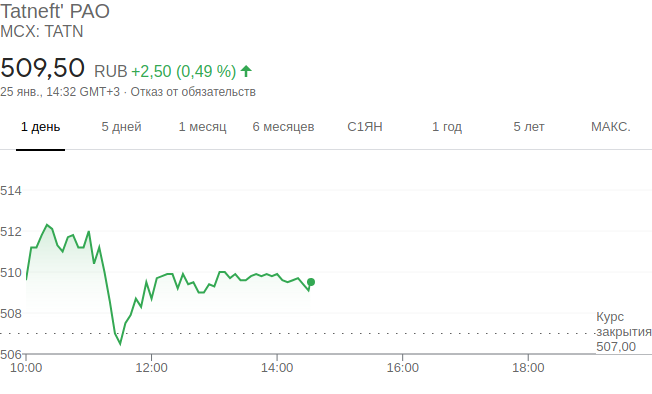 Tatneft' PAO
MCX: TATN
509,50 RUB +2,50 (0,49 %)
25 янв., 14:32 GMT+3 · Отказ от обязательств
1 день 5 дней 1 месяц 6 месяцев С1ЯН 1 год 5 лет МАКС.
514
512
510
508
506
Курс
закрытия
507,00
10:00 12:00 14:00 16:00 18:00